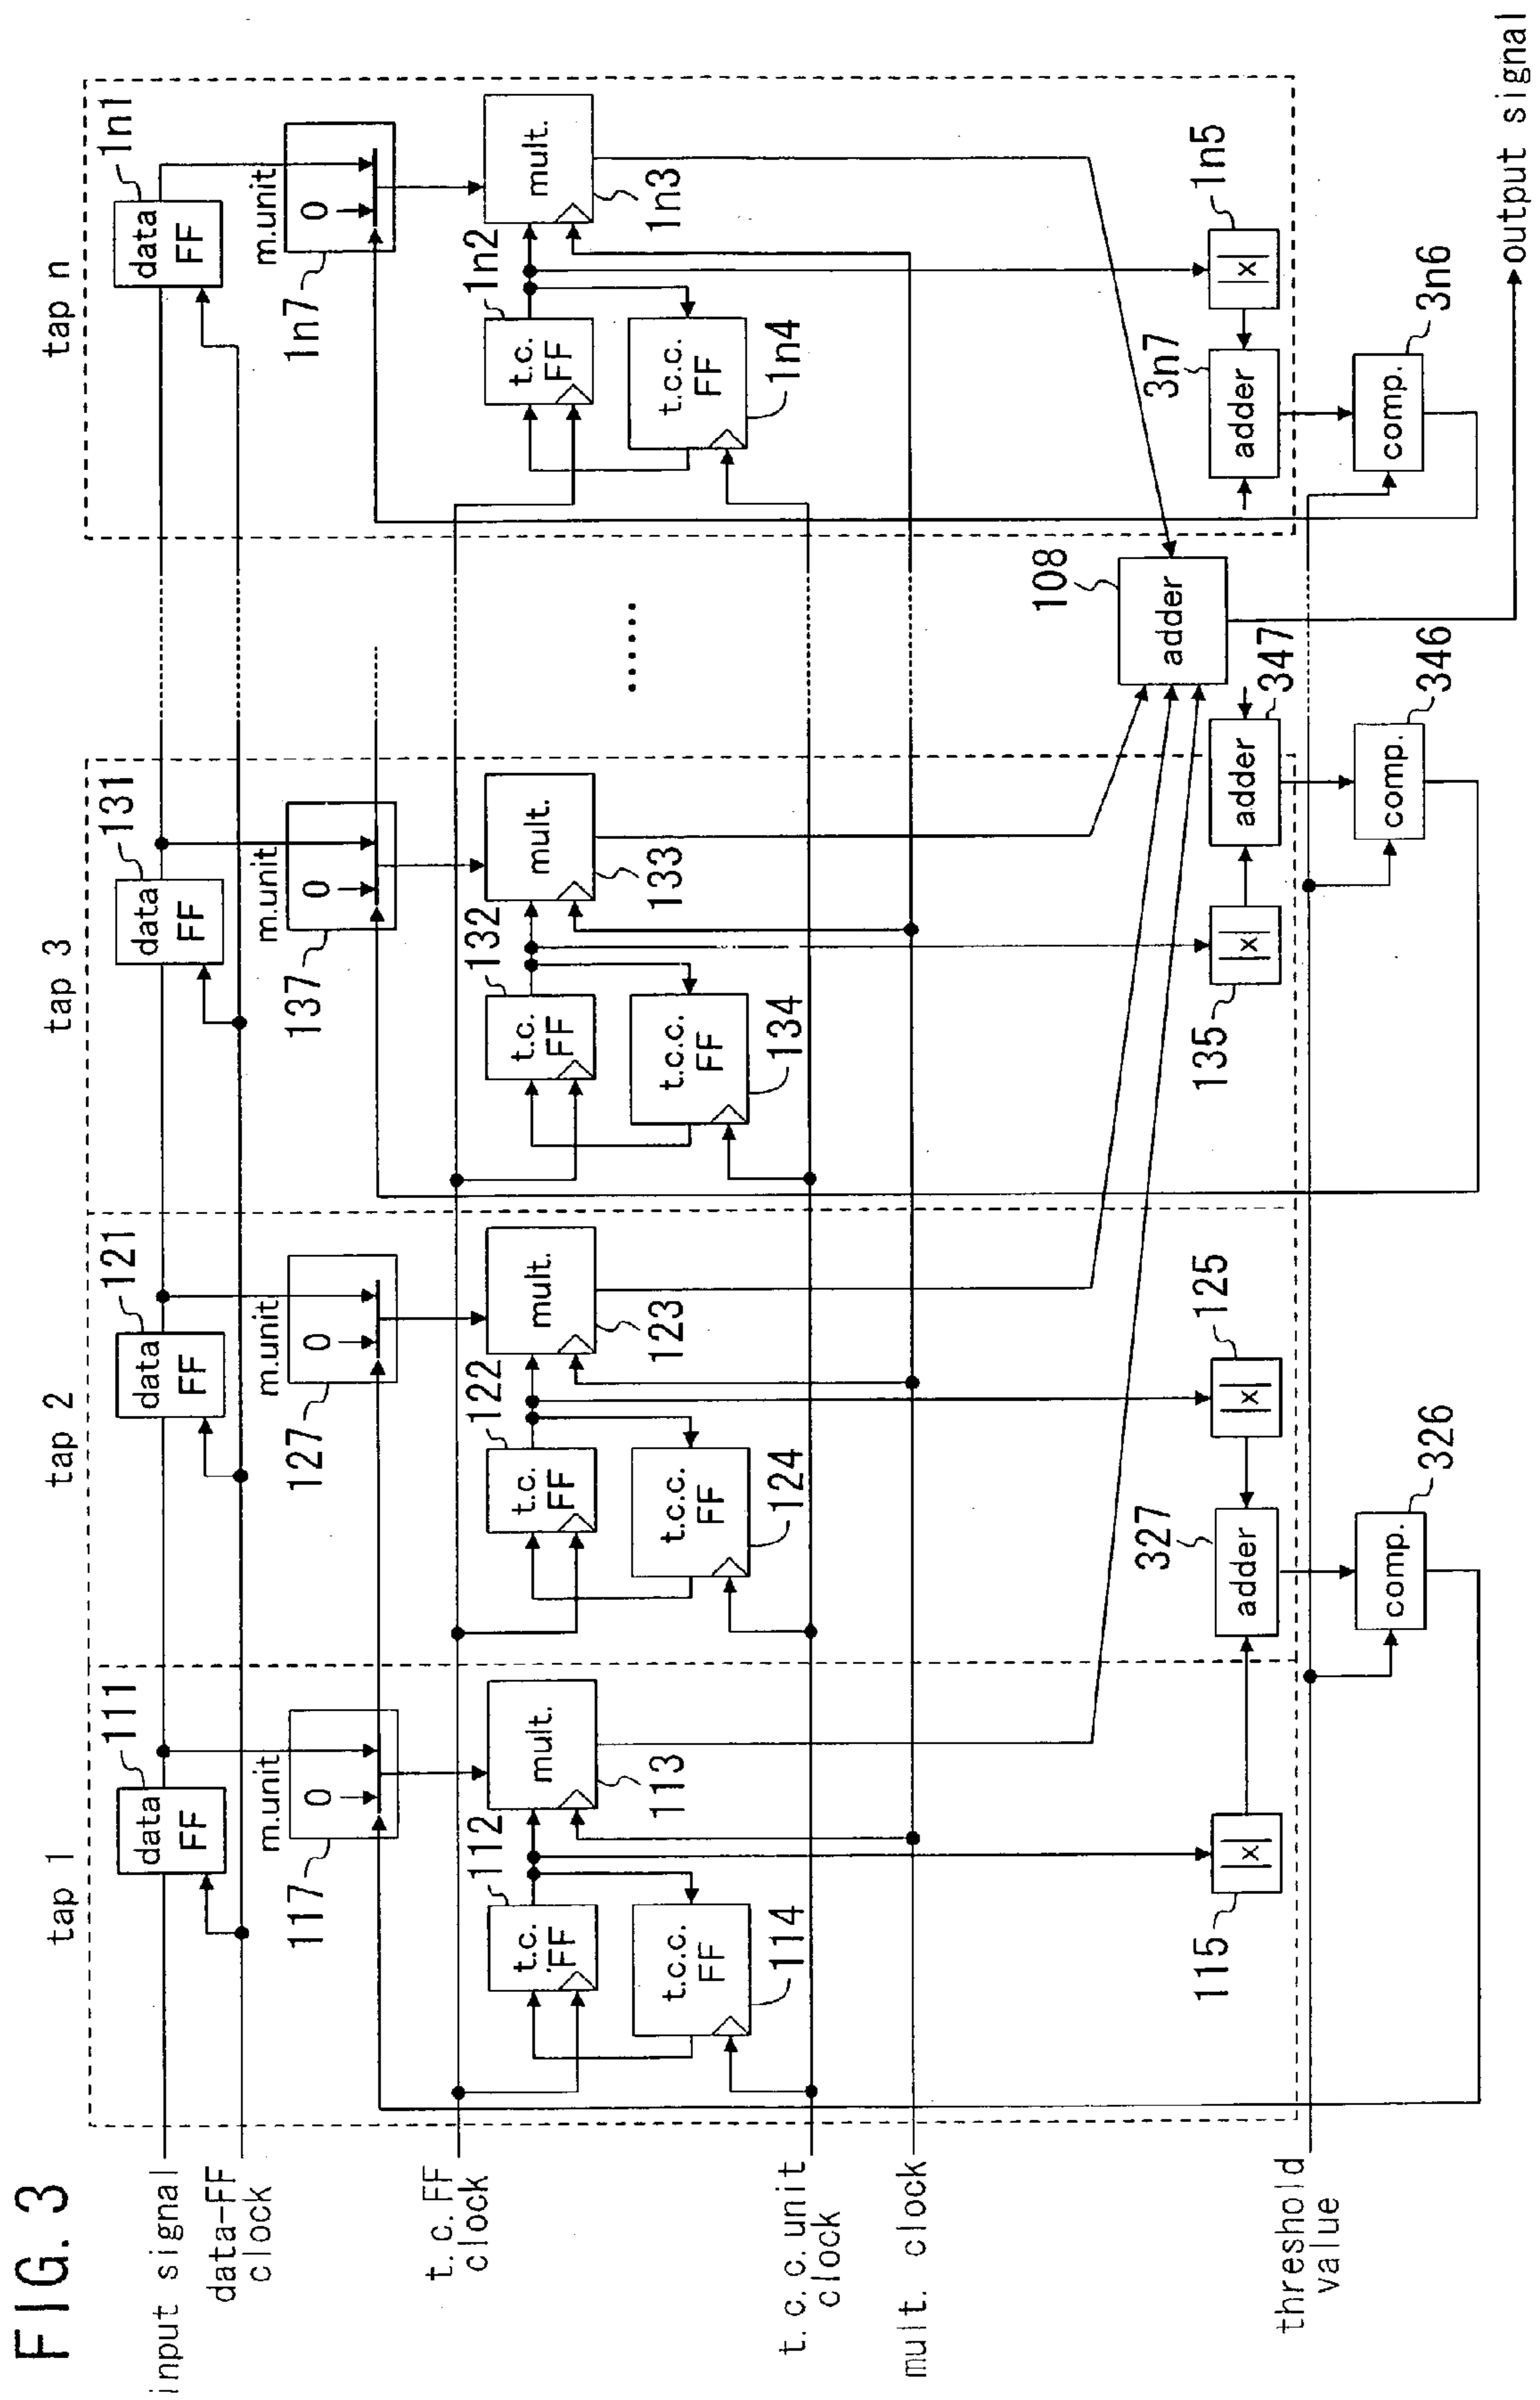 FIG. 3
tap 1
tap 2
tap 3
tap n
input signal
data-FF
clock
t.c.FF
clock
t.c.c.unit
clock
mult. clock
threshold
value
data
FF
111
m.unit
0
117
t.c.
FF
112
mult.
113
t.c.c.
FF
114
|x|
115
data
FF
121
m.unit
0
127
t.c.
FF
122
mult.
123
t.c.c.
FF
124
|x|
125
adder
327
comp.
326
data
FF
131
m.unit
0
137
t.c.
FF
132
mult.
133
t.c.c.
FF
134
|x|
135
adder
347
comp.
346
......
adder
108
data
FF
1n1
m.unit
0
1n7
t.c.
FF
1n2
mult.
1n3
t.c.c.
FF
1n4
|x|
1n5
adder
3n7
comp.
3n6
output signal